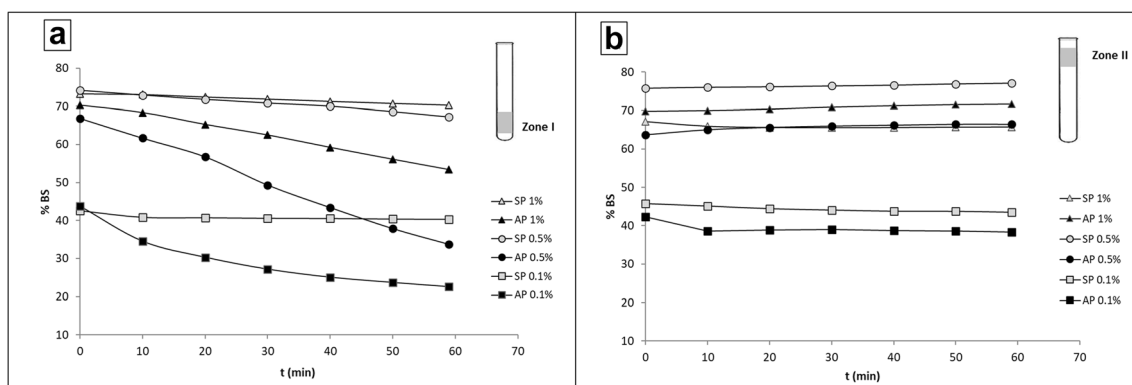 a
Zone I
80
70
60
50
40
30
20
10
% BS
0 10 20 30 40 50 60 70
t (min)
SP 1%
AP 1%
SP 0.5%
AP 0.5%
SP 0.1%
AP 0.1%
b
Zone II
80
70
60
50
40
30
20
10
% BS
0 10 20 30 40 50 60 70
t (min)
SP 1%
AP 1%
SP 0.5%
AP 0.5%
SP 0.1%
AP 0.1%